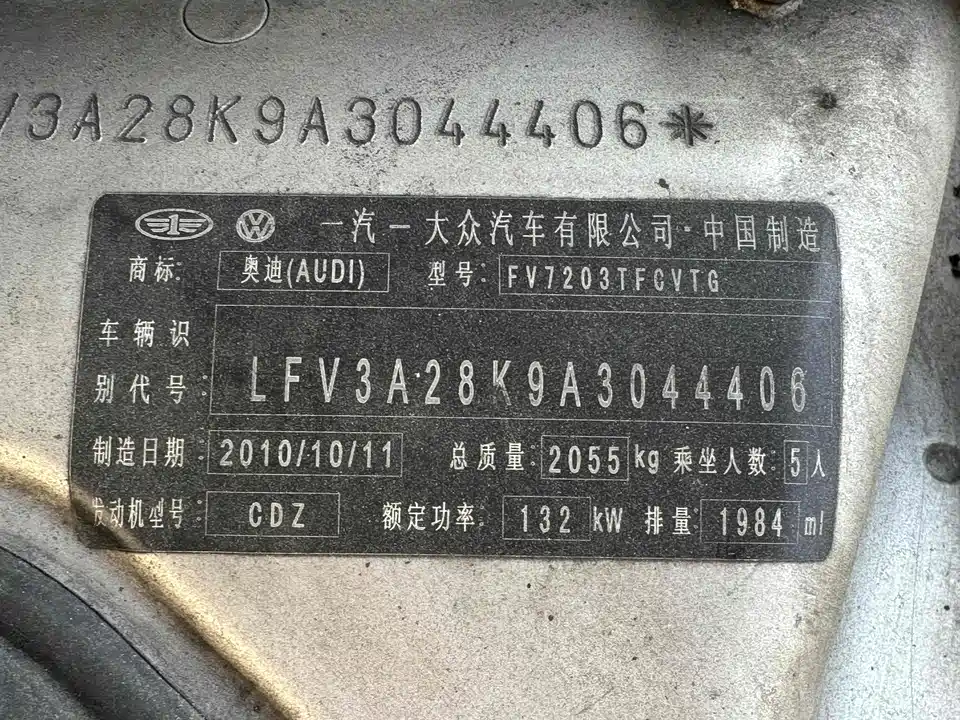 V3A28K9A3044406*
一汽一大众汽车有限公司·中国制造
商标: 奥迪(AUDI) 型号: FV7203TFCVTG
车辆识
别代号: LFV3A28K9A3044406
制造日期: 2010/10/11 总质量: 2055 kg 乘坐人数: 5 人
发动机型号: CDZ 额定功率: 132 kW 排量: 1984 ml